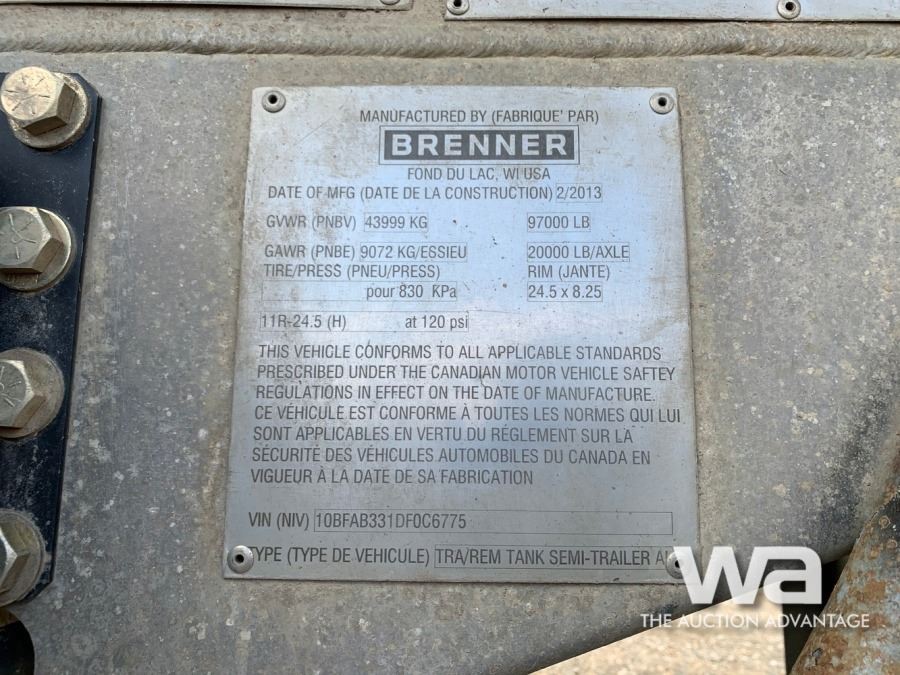 MANUFACTURED BY (FABRIQUE' PAR)
BRENNER
FOND DU LAC, WI USA
DATE OF MFG (DATE DE LA CONSTRUCTION) 2/2013
GVWR (PNBV) 43999 KG 97000 LB
GAWR (PNBE) 9072 KG/ESSIEU 20000 LB/AXLE
TIRE/PRESS (PNEU/PRESS) RIM (JANTE)
pour 830 KPa 24.5 x 8.25
11R-24.5 (H) at 120 psi
THIS VEHICLE CONFORMS TO ALL APPLICABLE STANDARDS
PRESCRIBED UNDER THE CANADIAN MOTOR VEHICLE SAFTEY
REGULATIONS IN EFFECT ON THE DATE OF MANUFACTURE.
CE VÉHICULE EST CONFORME À TOUTES LES NORMES QUI LUI
SONT APPLICABLES EN VERTU DU RÉGLEMENT SUR LA
SÉCURITÉ DES VÉHICULES AUTOMOBILES DU CANADA EN
VIGUEUR À LA DATE DE SA FABRICATION
VIN (NIV) 10BFAB331DF0C6775
TYPE (TYPE DE VEHICULE) TRA/REM TANK SEMI-TRAILER
wa
THE AUCTION ADVANTAGE